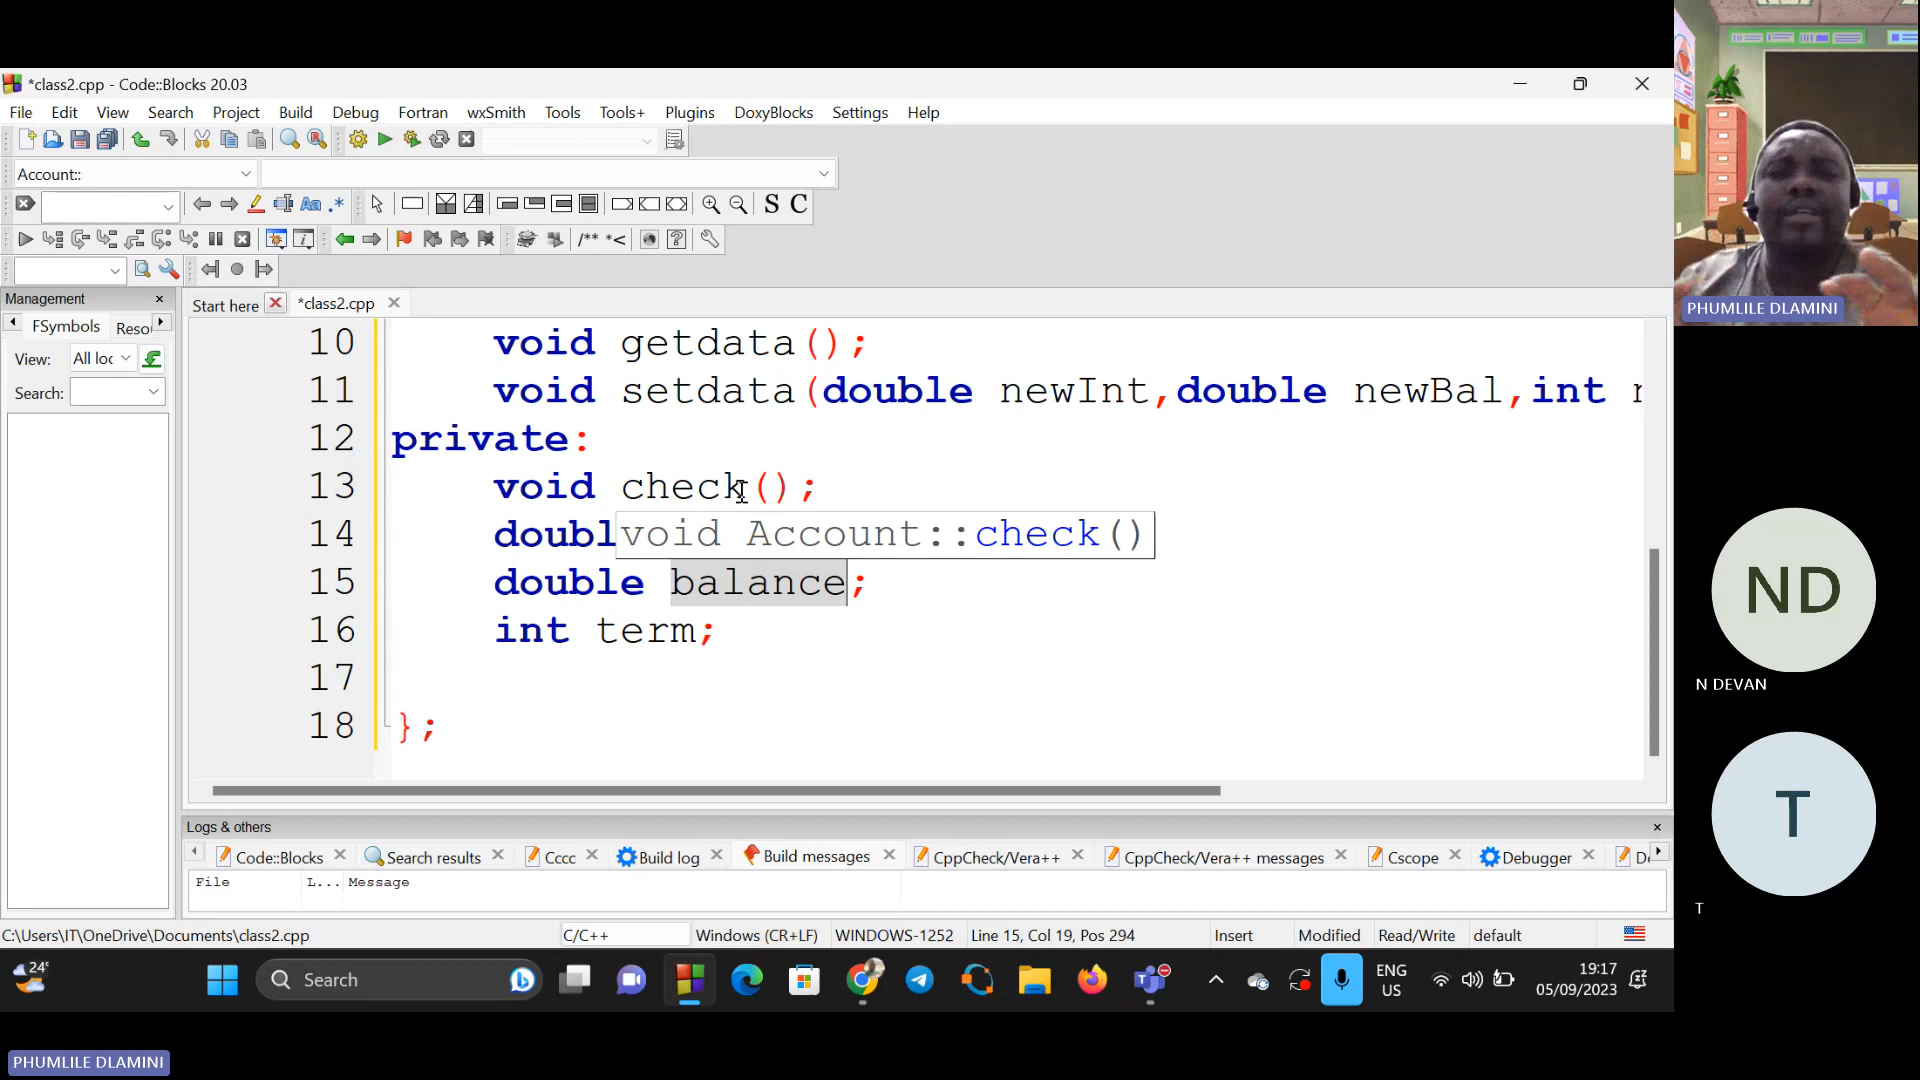 *class2.cpp - Code::Blocks 20.03
File Edit View Search Project Build Debug Fortran wxSmith Tools Tools+ Plugins DoxyBlocks Settings Help
Account::
S C
/** *<
Management
Start here *class2.cpp
FSymbols
View: All loc
Search:
10 void getdata();
11 void setdata(double newInt,double newBal,int
12 private:
13 void check();
14 doubl
void Account::check()
15 double balance;
16 int term;
17
18 };
Logs & others
Code::Blocks Search results Cccc Build log Build messages CppCheck/Vera++ CppCheck/Vera++ messages Cscope Debugger
File L... Message
C:\Users\IT\OneDrive\Documents\class2.cpp C/C++ Windows (CR+LF) WINDOWS-1252 Line 15, Col 19, Pos 294 Insert Modified Read/Write default
24°
Search
ENG
US
19:17
05/09/2023
PHUMLILE DLAMINI
ND
N DEVAN
T
T
PHUMLILE DLAMINI